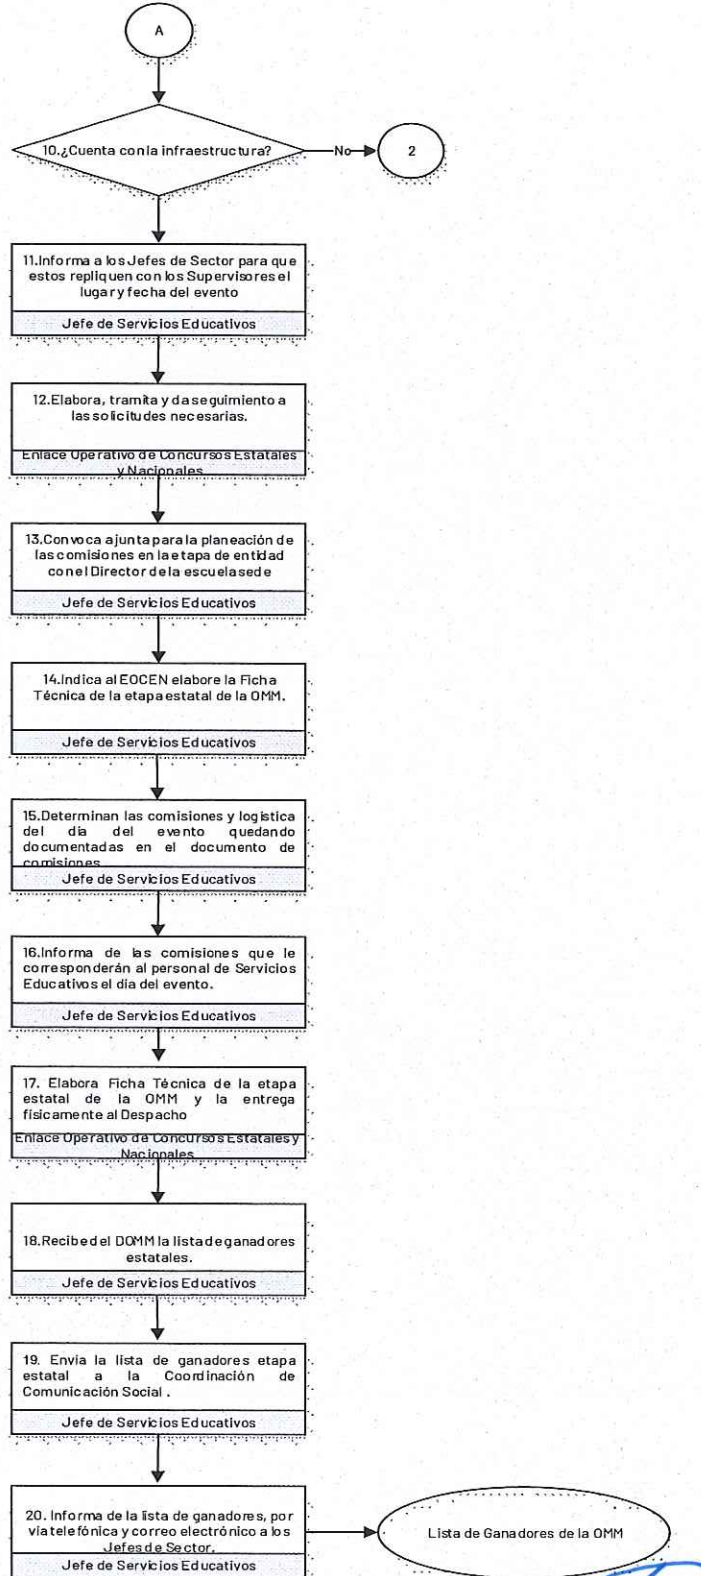 A
10.¿Cuenta con la infraestructura?
No
2
11.Informa a los Jefes de Sector para que
estos repliquen con los Supervisores el
lugar y fecha del evento
Jefe de Servicios Educativos
12.Elabora, tramita y da seguimiento a
las solicitudes necesarias.
Enlace Operativo de Concursos Estatales
y Nacionales
13.Convoca a junta para la planeación de
las comisiones en la etapa de entidad
con el Director de la escuela sede
Jefe de Servicios Educativos
14.Indica al EOCEN elabore la Ficha
Técnica de la etapa estatal de la OMM.
Jefe de Servicios Educativos
15.Determinan las comisiones y logística
del día del evento quedando
documentadas en el documento de
comisiones
Jefe de Servicios Educativos
16.Informa de las comisiones que le
corresponderán al personal de Servicios
Educativos el día del evento.
Jefe de Servicios Educativos
17. Elabora Ficha Técnica de la etapa
estatal de la OMM y la entrega
físicamente al Despacho
Enlace Operativo de Concursos Estatales y
Nacionales
18.Recibe del DOMM la lista de ganadores
estatales.
Jefe de Servicios Educativos
19. Envía la lista de ganadores etapa
estatal a la Coordinación de
Comunicación Social .
Jefe de Servicios Educativos
20. Informa de la lista de ganadores, por
vía telefónica y correo electrónico a los
Jefes de Sector.
Jefe de Servicios Educativos
Lista de Ganadores de la OMM